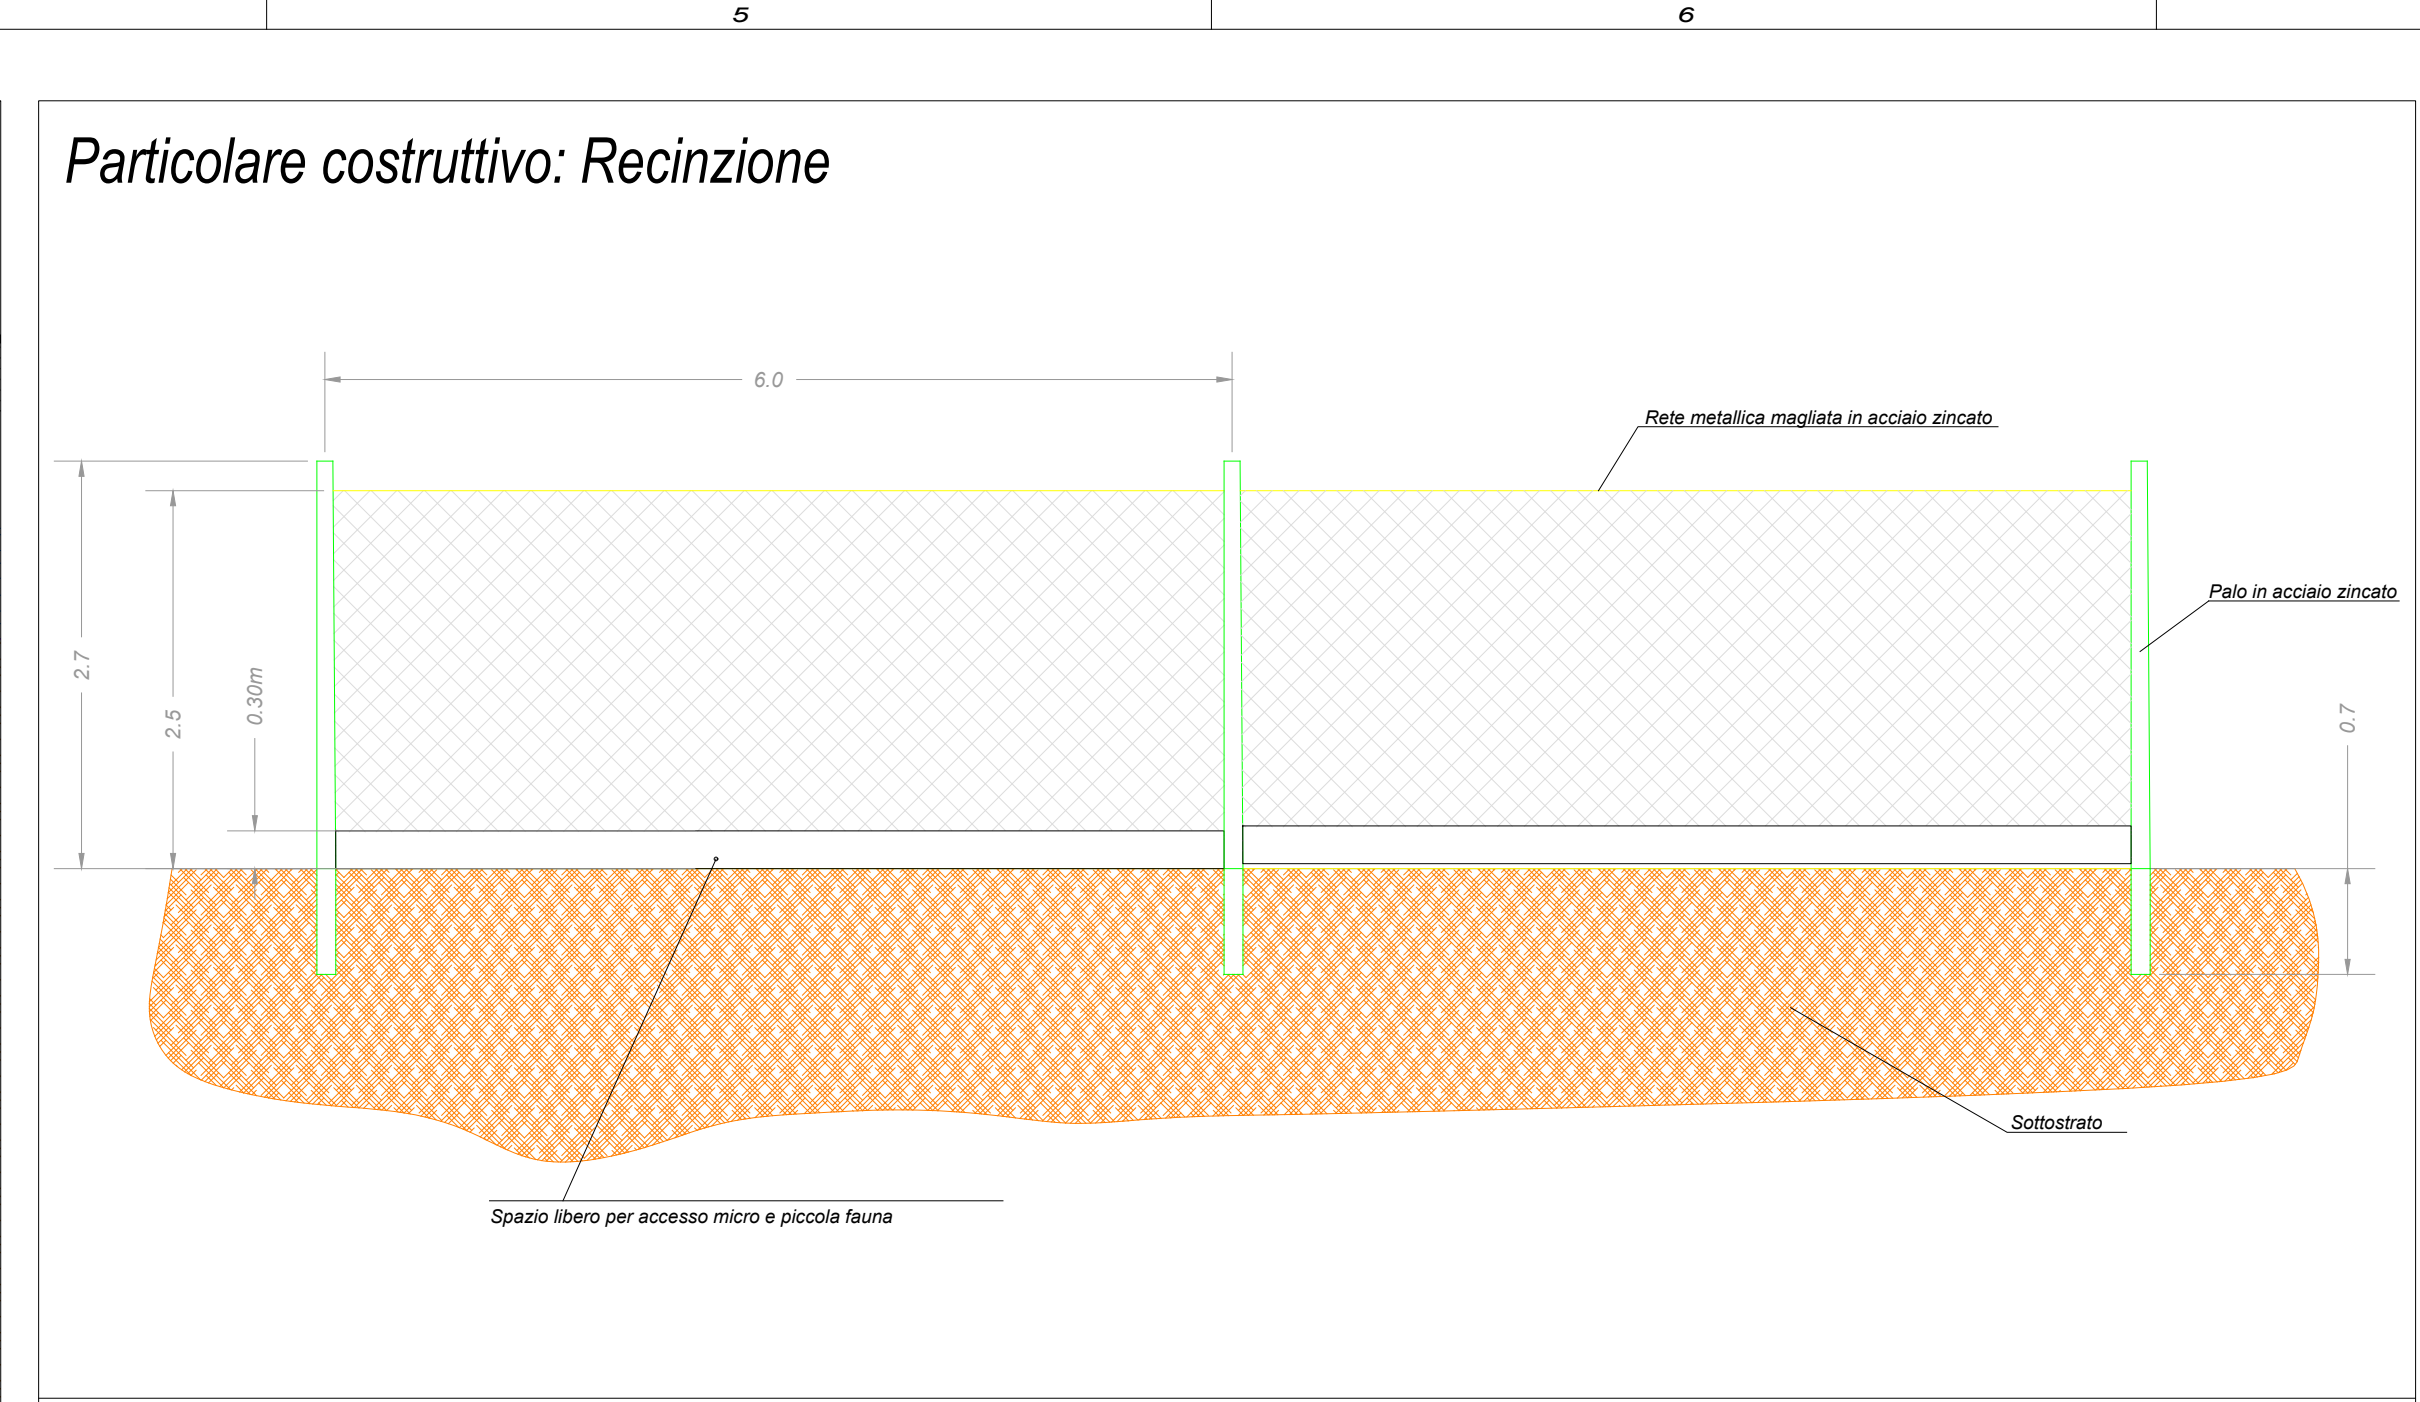 5
6
Particolare costruttivo: Recinzione
6.0
Rete metallica magliata in acciaio zincato
Palo in acciaio zincato
2.7
2.5
0.30m
0.7
Sottostrato
Spazio libero per accesso micro e piccola fauna